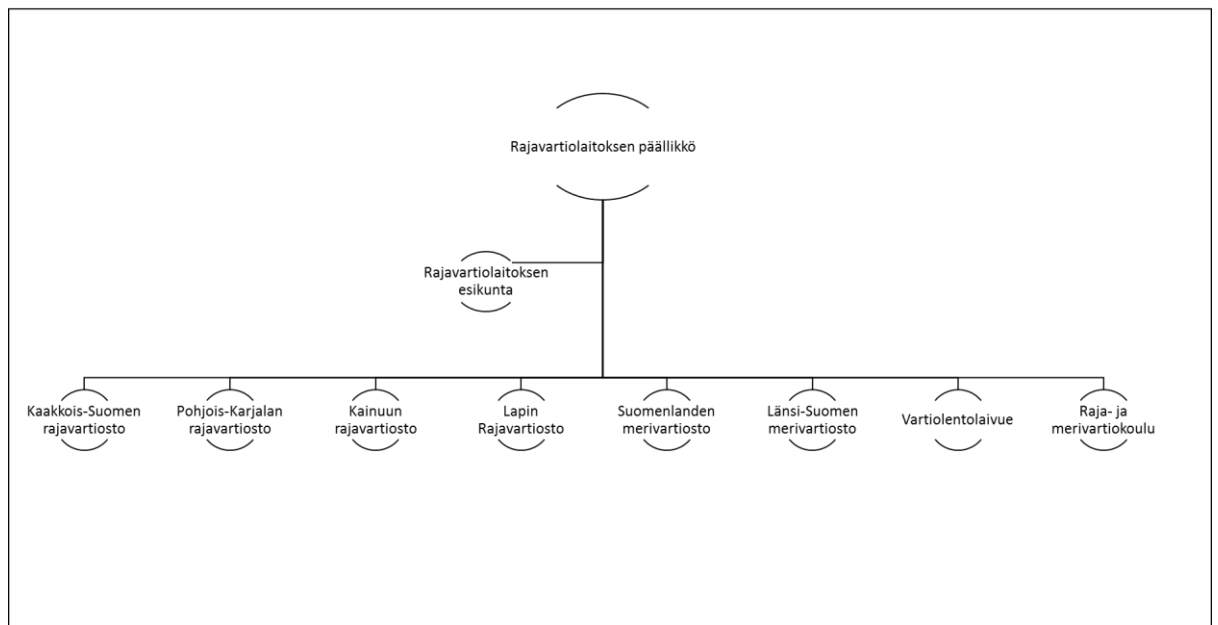 Rajavartiolaitoksen päällikkö
Rajavartiolaitoksen
esikunta
Kaakkois-Suomen
rajavartiosto
Pohjois-Karjalan
rajavartiosto
Kainuun
rajavartiosto
Lapin
Rajavartiosto
Suomenlanden
merivartiosto
Länsi-Suomen
merivartiosto
Vartiolentolaivue
Raja- ja
merivartiokoulu